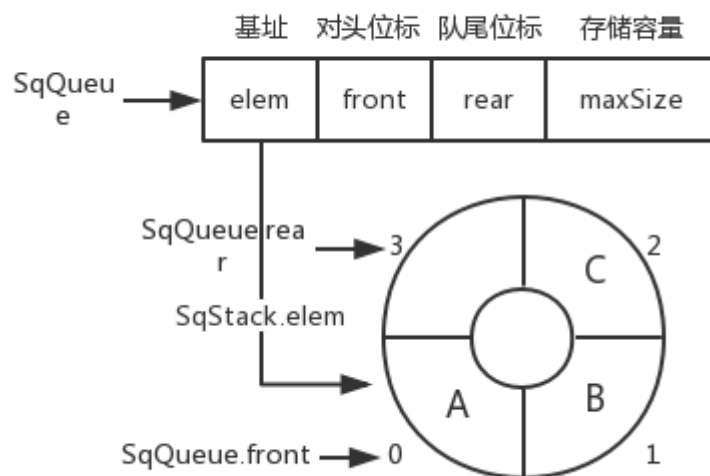 基址 对头位标 队尾位标 存储容量
SqQueu
e
elem front rear maxSize
SqQueue.rea
r
3
2
C
SqStack.elem
A
B
SqQueue.front
0
1